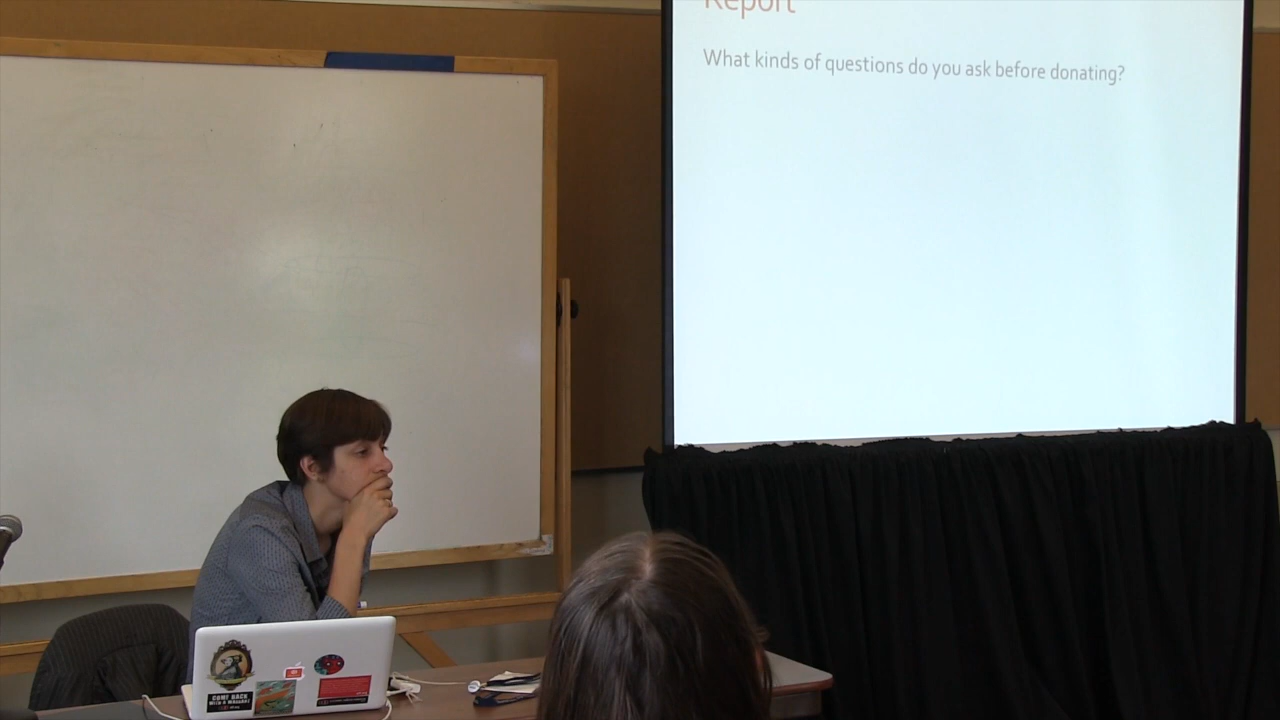 Report
What kinds of questions do you ask before donating?
COME BACK
WITH A WARRANT